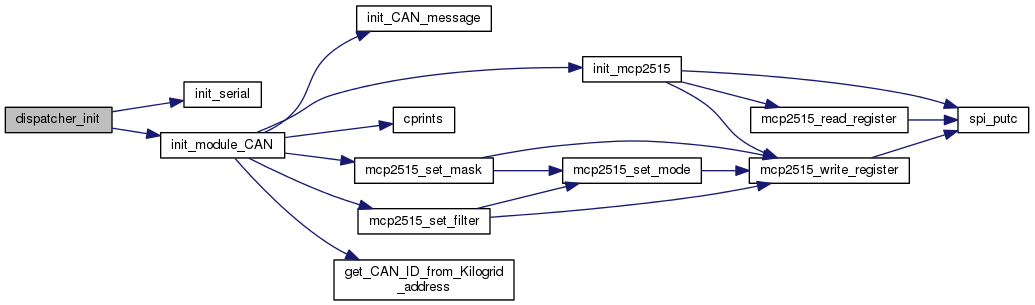 init_CAN_message
init_mcp2515
init_serial
dispatcher_init
cprints
mcp2515_read_register
spi_putc
init_module_CAN
mcp2515_set_mask
mcp2515_set_mode
mcp2515_write_register
mcp2515_set_filter
get_CAN_ID_from_Kilogrid
_address